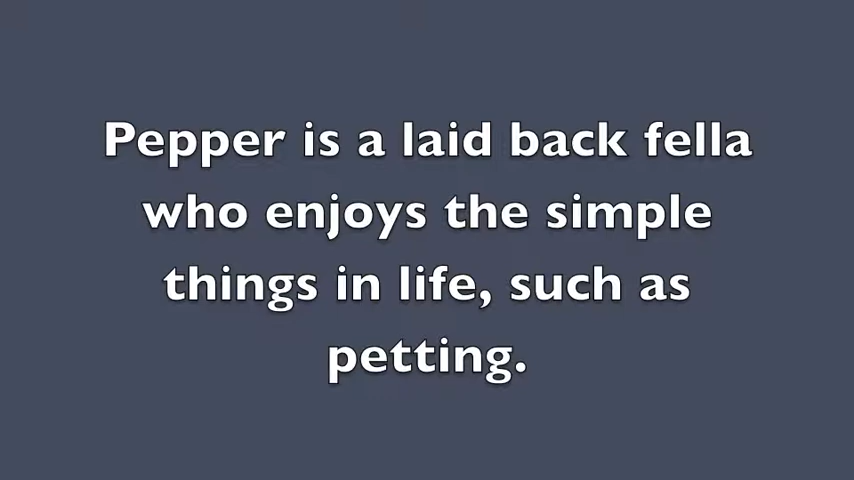 Pepper is a laid back fella
who enjoys the simple
things in life, such as
petting.